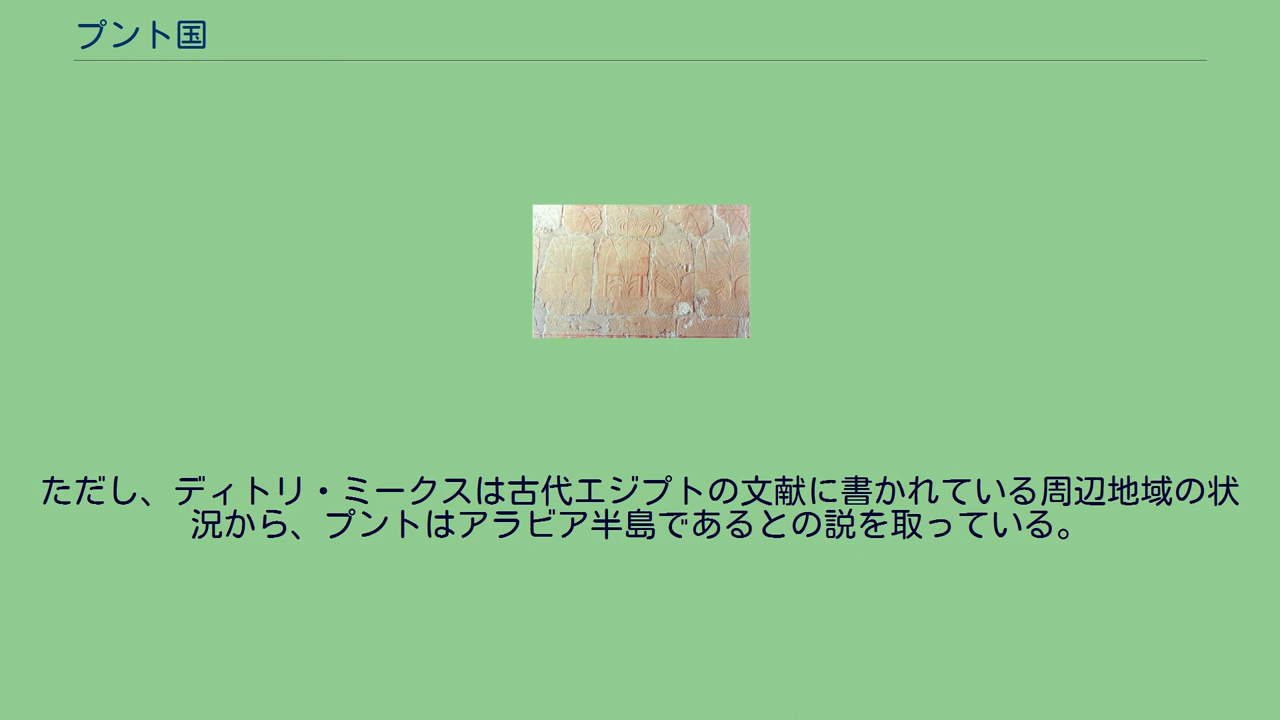 プント国
ただし、ディトリ・ミークスは古代エジプトの文献に書かれている周辺地域の状
況から、プントはアラビア半島であるとの説を取っている。